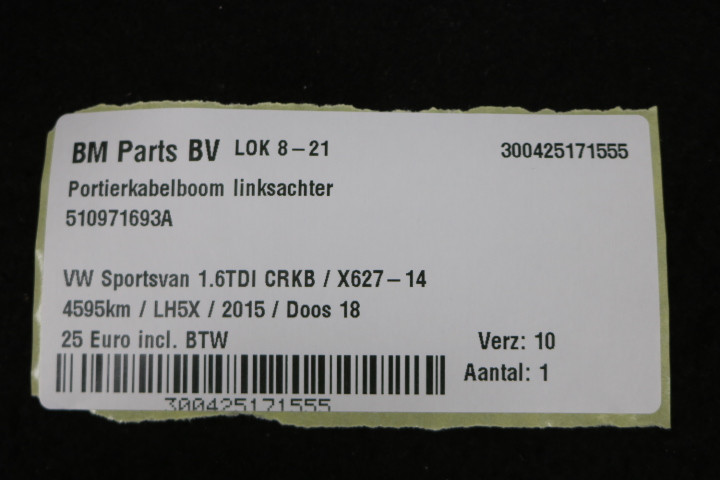 BM Parts BV LOK 8-21 300425171555
Portierkabelboom linksachter
510971693A
VW Sportsvan 1.6TDI CRKB / X627-14
4595km / LH5X / 2015 / Doos 18
25 Euro incl. BTW Verz: 10
Aantal: 1
300425171555